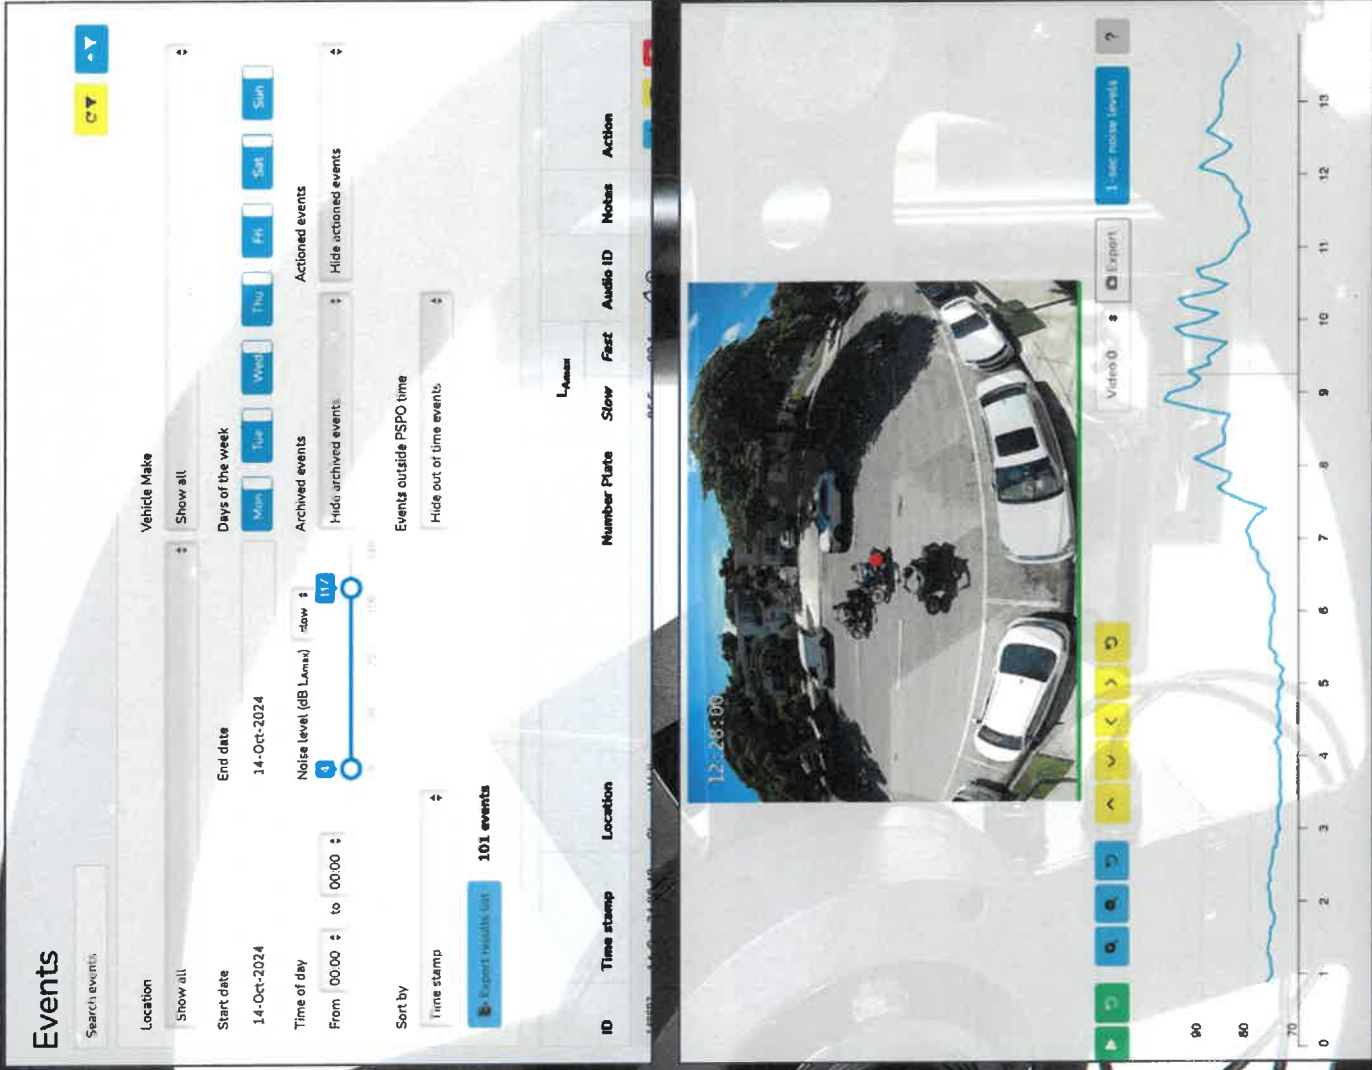 Events
Search events
Location
Vehicle Make
Show all
Show all
Start date
End date
Days of the week
14-Oct-2024
14-Oct-2024
Mon Tue Wed Thu Fri Sat Sun
Time of day
Noise level (dB LAmax)
Archived events
Actioned events
From 00:00 to 00:00
slow
4
117
Hide archived events
Hide actioned events
Sort by
Events outside PSPO time
Time stamp
Hide out of time events
Export results list
101 events
LAmax
ID Time stamp Location Number Plate Slow Fast Audio ID Notes Action
12:28:00
Video 0
Export
1-sec noise levels
?
90
80
70
0 1 2 3 4 5 6 7 8 9 10 11 12 13